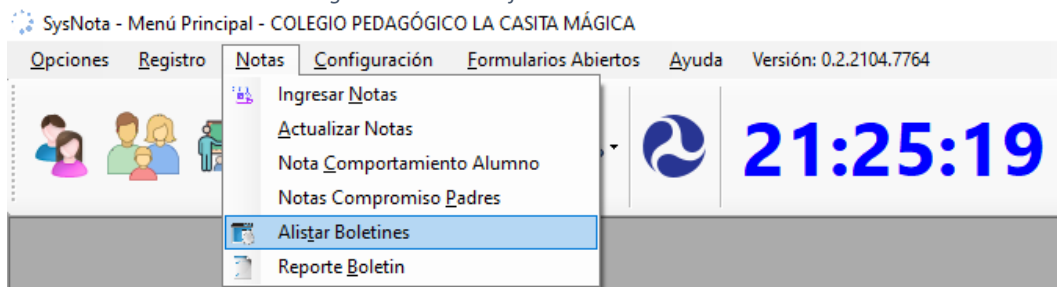 SysNota - Menú Principal - COLEGIO PEDAGÓGICO LA CASITA MÁGICA
Opciones Registro Notas Configuración Formularios Abiertos Ayuda Versión: 0.2.2104.7764
21:25:19
Ingresar Notas
Actualizar Notas
Nota Comportamiento Alumno
Notas Compromiso Padres
Alistar Boletines
Reporte Boletin